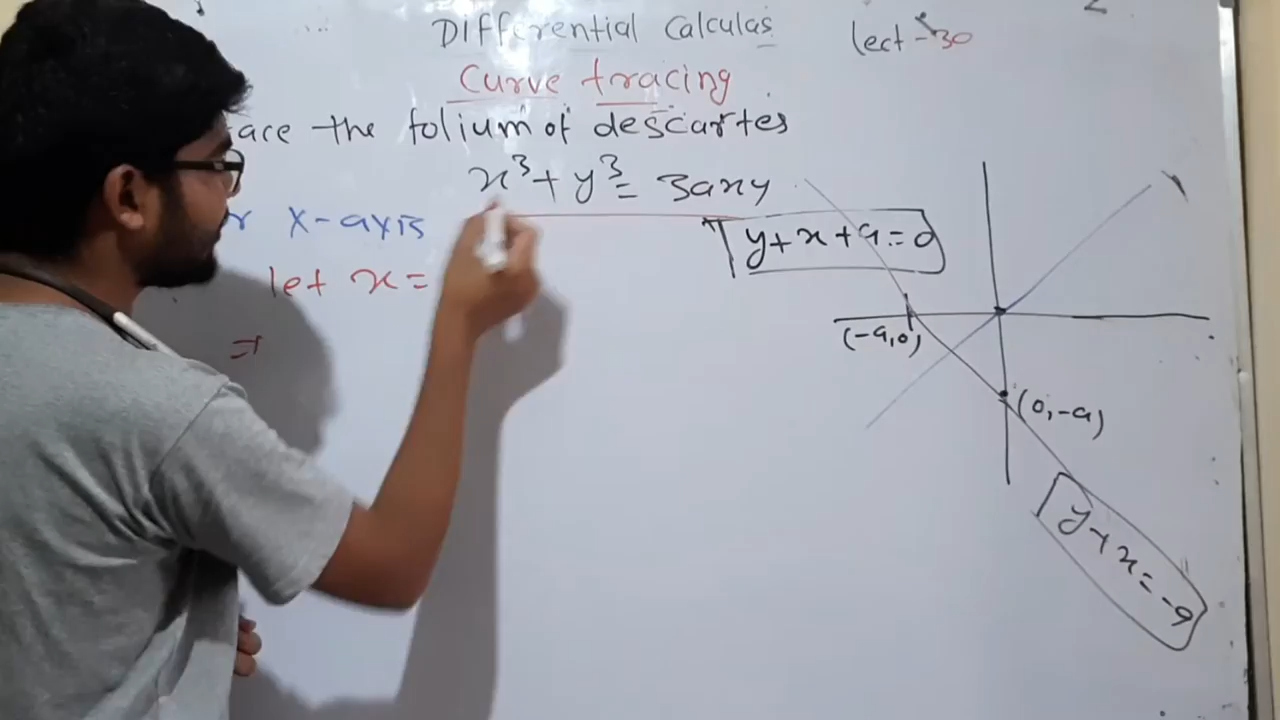 Differential Calculas
lect - 30
Curve tracing
ace the folium of descartes
x³ + y³ = 3axy
r X-axis
y+x+a=0
let x=
⇒
(-a,0)
(0,-a)
y+x=-a